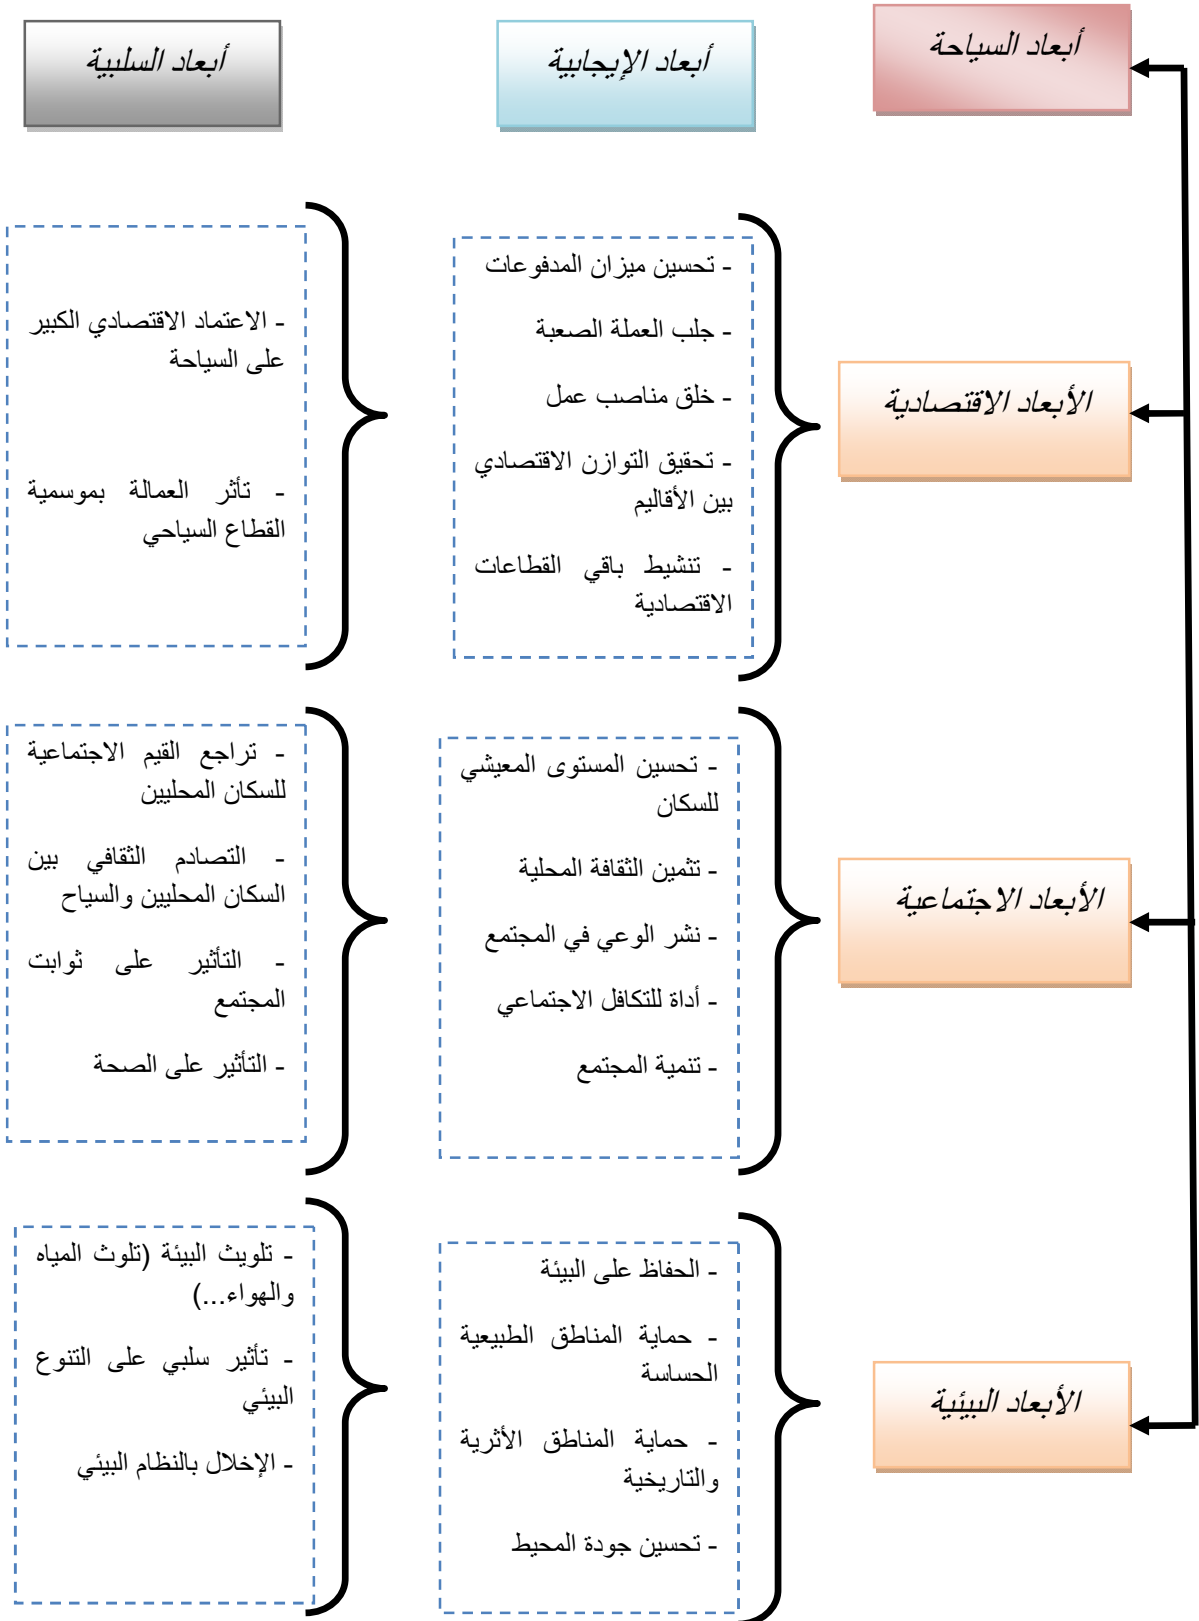 أبعاد السياحة
أبعاد الإيجابية
أبعاد السلبية
الأبعاد الاقتصادية
- تحسين ميزان المدفوعات
- جلب العملة الصعبة
- خلق مناصب عمل
- تحقيق التوازن الاقتصادي
بين الأقاليم
- تنشيط باقي القطاعات
الاقتصادية
- الاعتماد الاقتصادي الكبير
على السياحة
- تأثر العمالة بموسمية
القطاع السياحي
الأبعاد الاجتماعية
- تحسين المستوى المعيشي
للسكان
- تثمين الثقافة المحلية
- نشر الوعي في المجتمع
- أداة للتكافل الاجتماعي
- تنمية المجتمع
- تراجع القيم الاجتماعية
للسكان المحليين
- التصادم الثقافي بين
السكان المحليين والسياح
- التأثير على ثوابت
المجتمع
- التأثير على الصحة
الأبعاد البيئية
- الحفاظ على البيئة
- حماية المناطق الطبيعية
الحساسة
- حماية المناطق الأثرية
والتاريخية
- تحسين جودة المحيط
- تلويث البيئة (تلوث المياه
والهواء...)
- تأثير سلبي على التنوع
البيئي
- الإخلال بالنظام البيئي